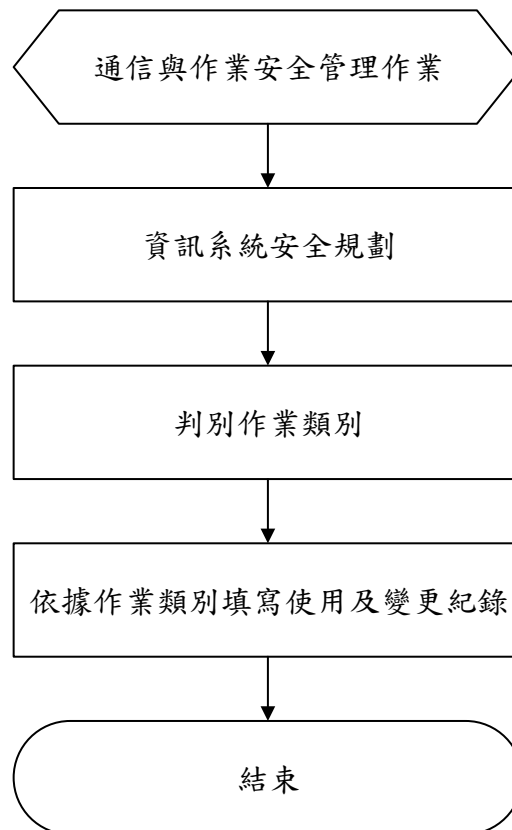 通信與作業安全管理作業
資訊系統安全規劃
判別作業類別
依據作業類別填寫使用及變更紀錄
結束